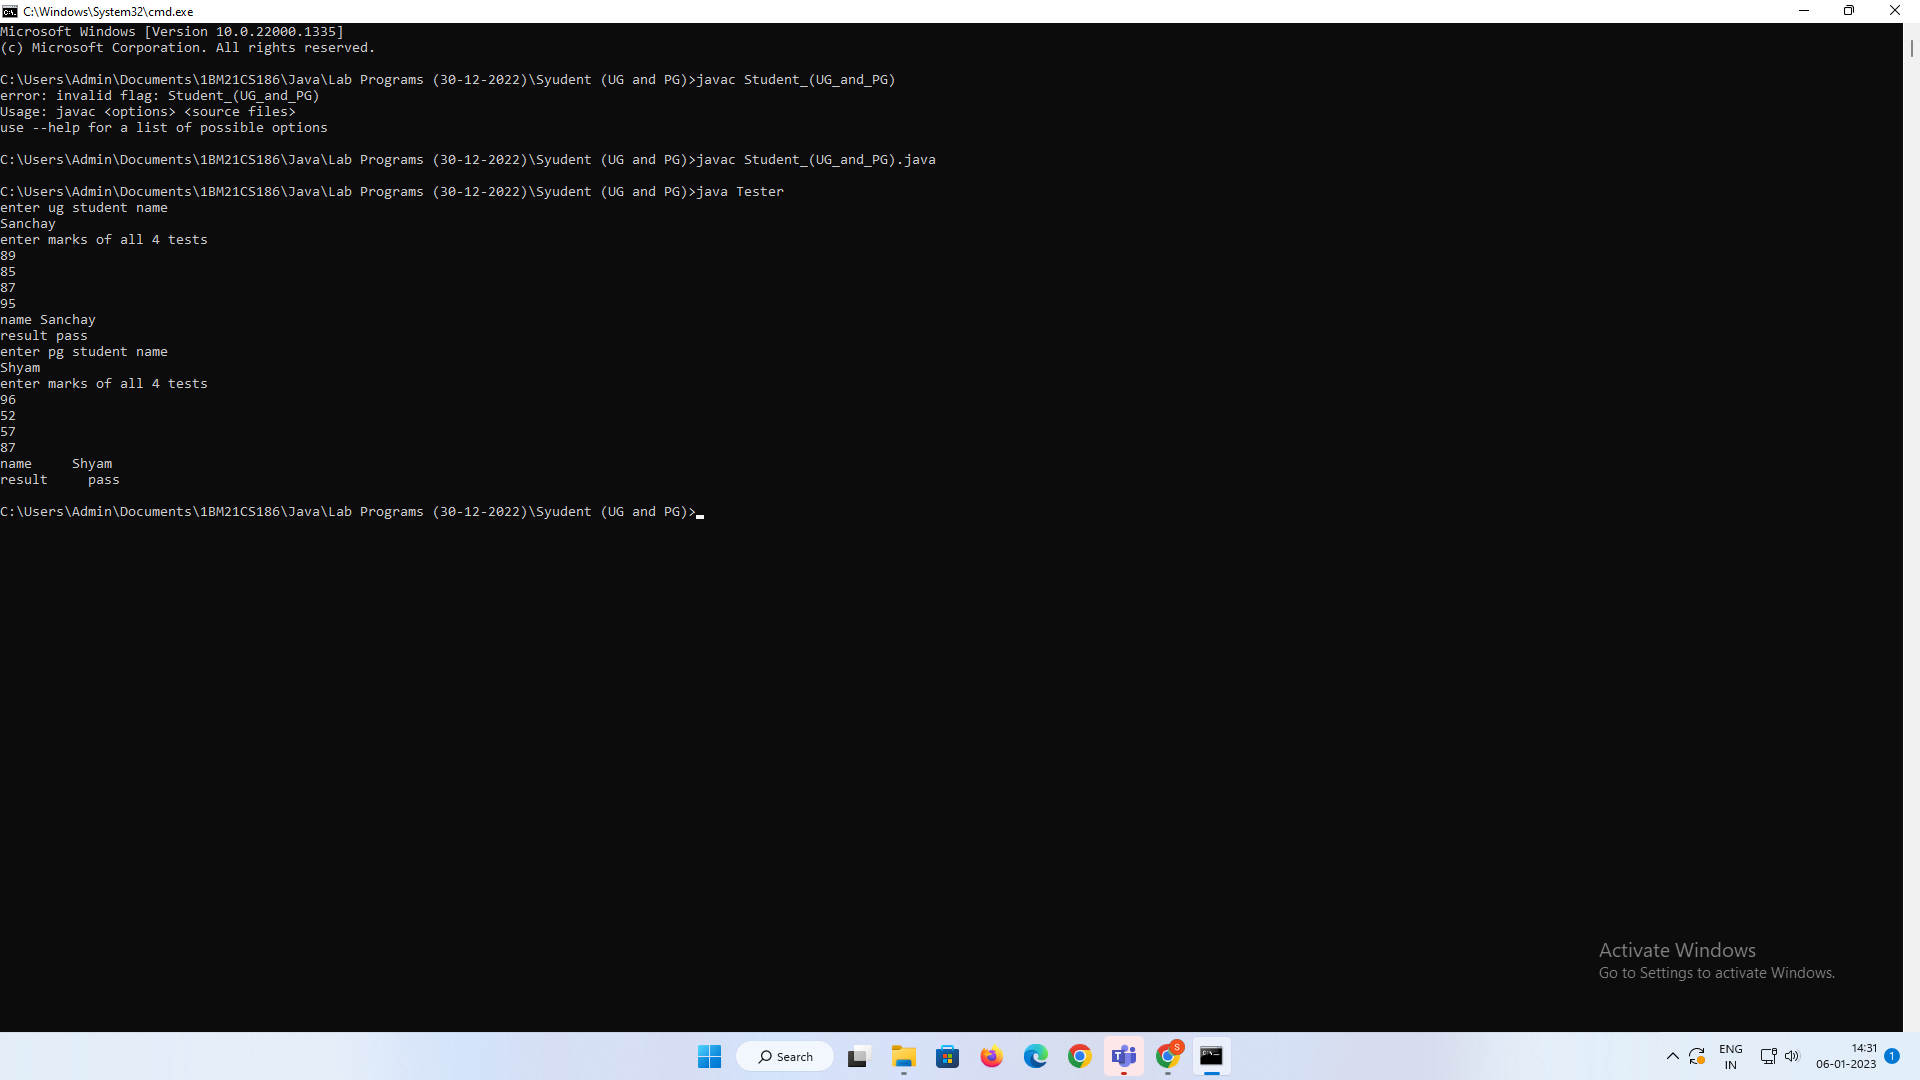 C:\Windows\System32\cmd.exe
Microsoft Windows [Version 10.0.22000.1335]
(c) Microsoft Corporation. All rights reserved.
C:\Users\Admin\Documents\1BM21CS186\Java\Lab Programs (30-12-2022)\Syudent (UG and PG)>javac Student_(UG_and_PG)
error: invalid flag: Student_(UG_and_PG)
Usage: javac <options> <source files>
use --help for a list of possible options
C:\Users\Admin\Documents\1BM21CS186\Java\Lab Programs (30-12-2022)\Syudent (UG and PG)>javac Student_(UG_and_PG).java
C:\Users\Admin\Documents\1BM21CS186\Java\Lab Programs (30-12-2022)\Syudent (UG and PG)>java Tester
enter ug student name
Sanchay
enter marks of all 4 tests
89
85
87
95
name Sanchay
result pass
enter pg student name
Shyam
enter marks of all 4 tests
96
52
57
87
name     Shyam
result     pass
C:\Users\Admin\Documents\1BM21CS186\Java\Lab Programs (30-12-2022)\Syudent (UG and PG)>
Activate Windows
Go to Settings to activate Windows.
Search
S
ENG
IN
14:31
06-01-2023
1